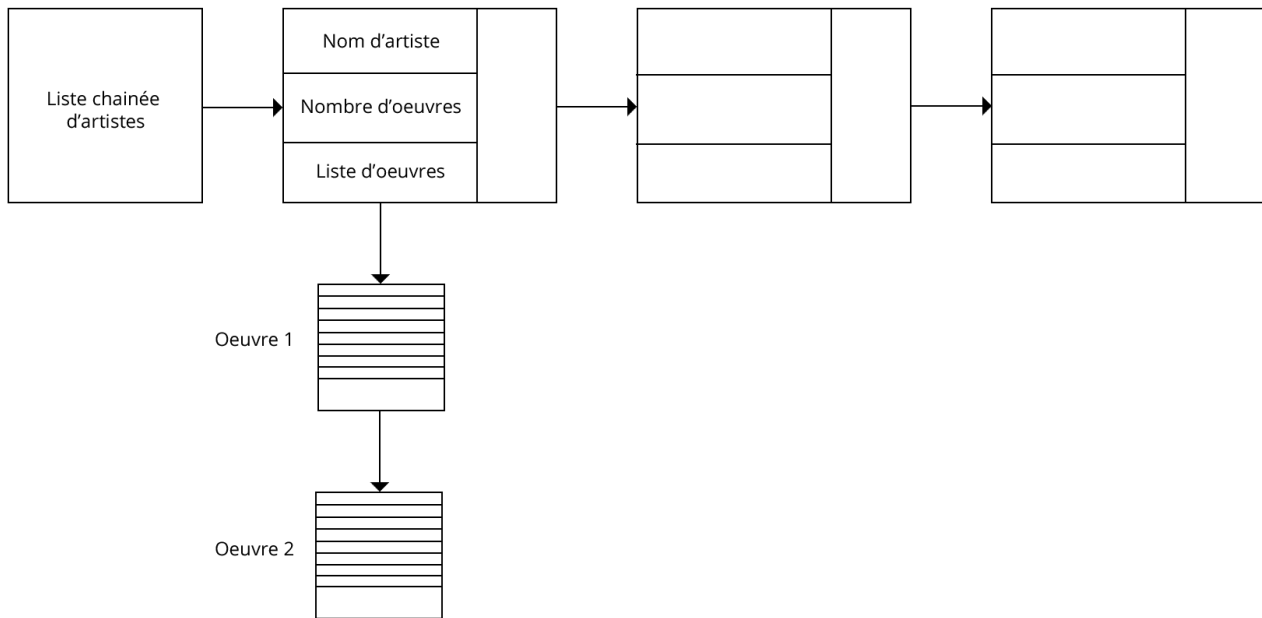 Liste chainée
d'artistes
Nom d'artiste
Nombre d'oeuvres
Liste d'oeuvres
Oeuvre 1
Oeuvre 2